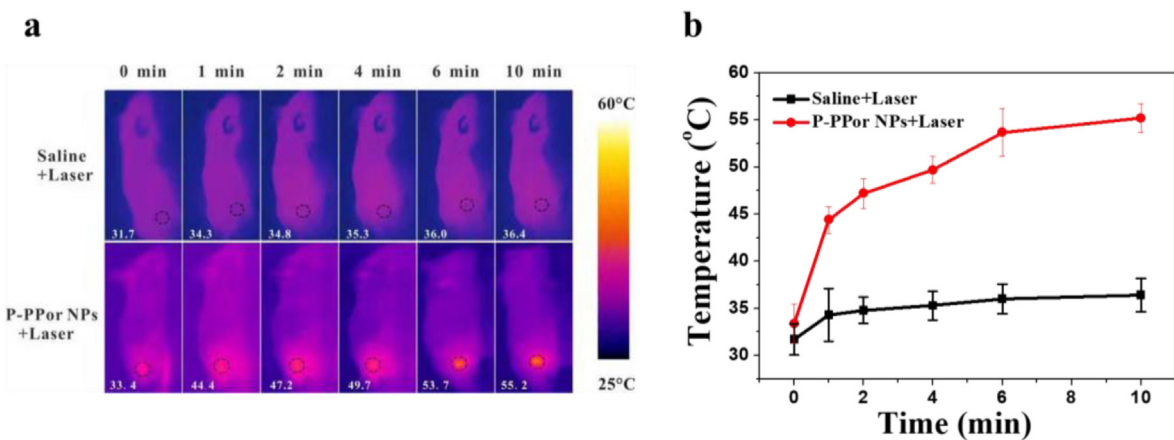 a
0 min 1 min 2 min 4 min 6 min 10 min
Saline
+Laser
31.7 34.3 34.8 35.3 36.0 36.4
P-PPor NPs
+Laser
33. 4 44. 4 47.2 49.7 53. 7 55. 2
60°C
25°C
b
Temperature (°C)
60
55
50
45
40
35
30
Saline+Laser
P-PPor NPs+Laser
0 2 4 6 8 10
Time (min)